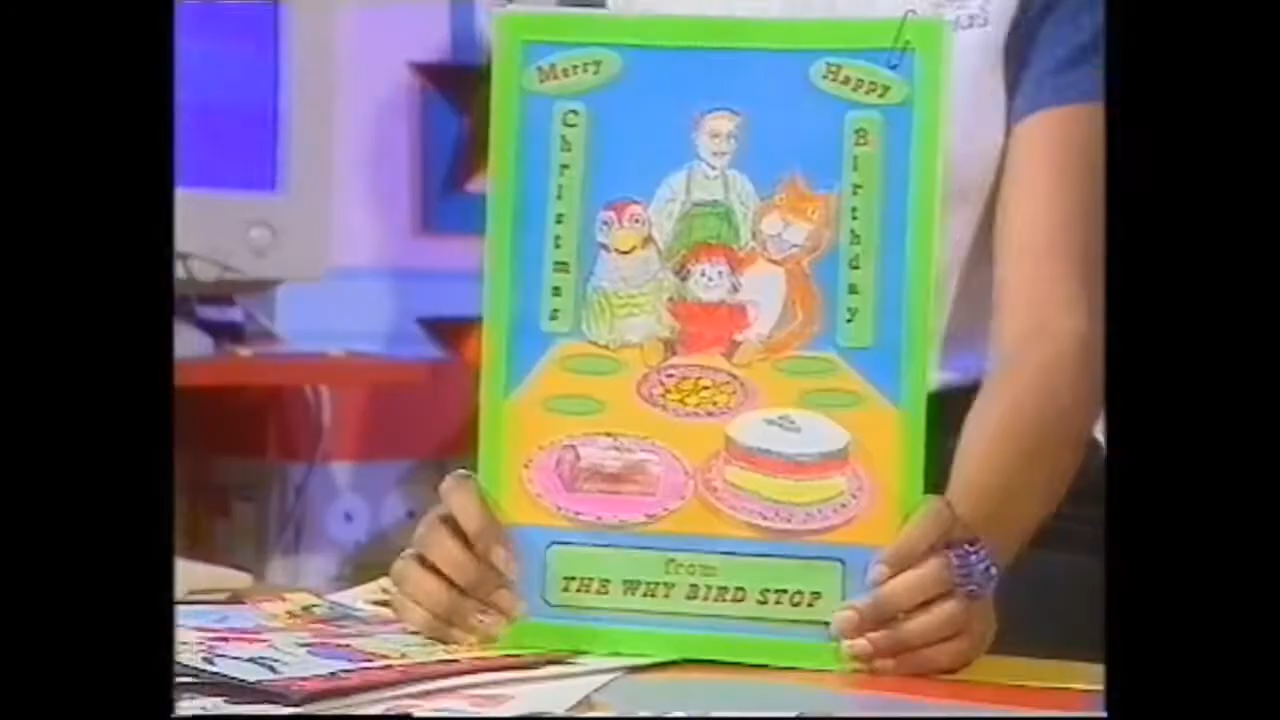 Merry
Happy
Christmas
Birthday
from
THE WHY BIRD STOP